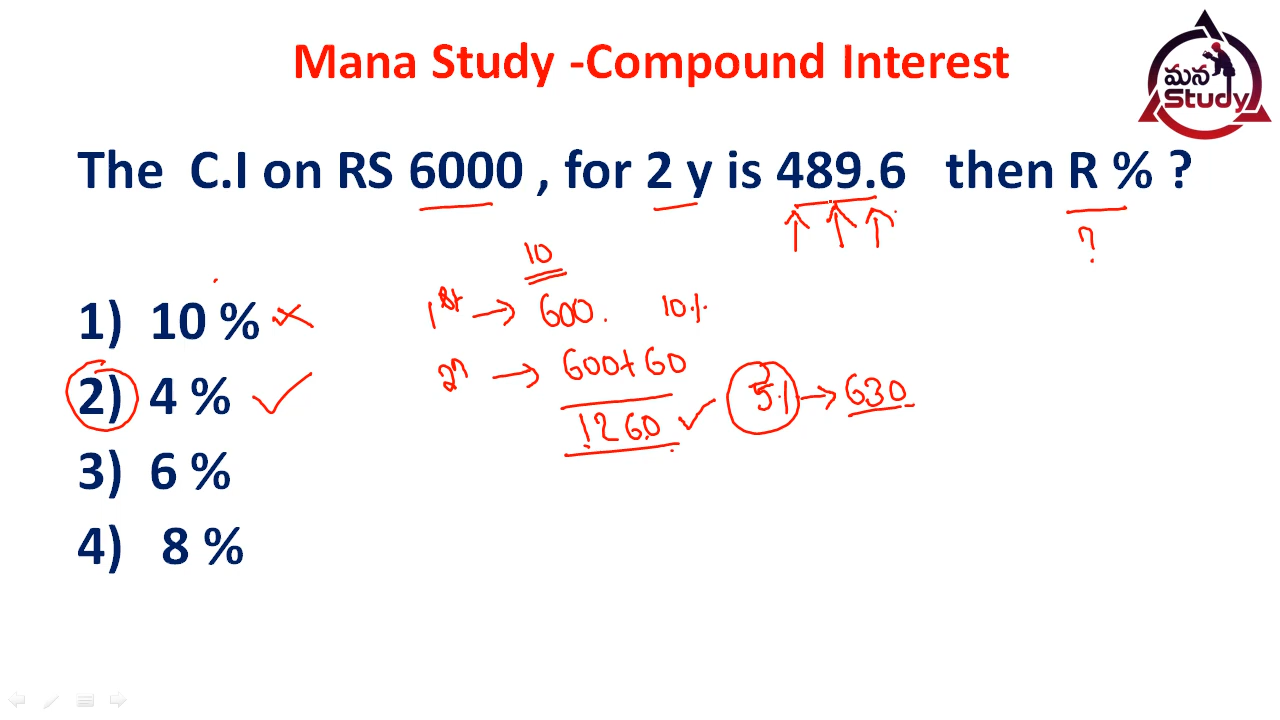 Mana Study -Compound Interest
మన
Study
The C.I on RS 6000 , for 2 y is 489.6 then R % ?
?
10
1) 10 %
1st → 600. 10%
2) 4 %
2n → 600+60
1260
5% → 630
3) 6 %
4) 8 %